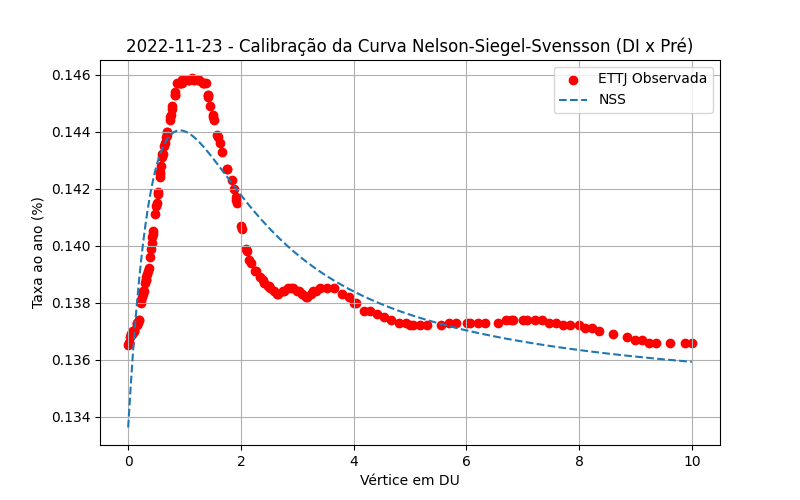 2022-11-23 - Calibração da Curva Nelson-Siegel-Svensson (DI x Pré)
ETTJ Observada
NSS
Taxa ao ano (%)
0.146
0.144
0.142
0.140
0.138
0.136
0.134
0 2 4 6 8 10
Vértice em DU